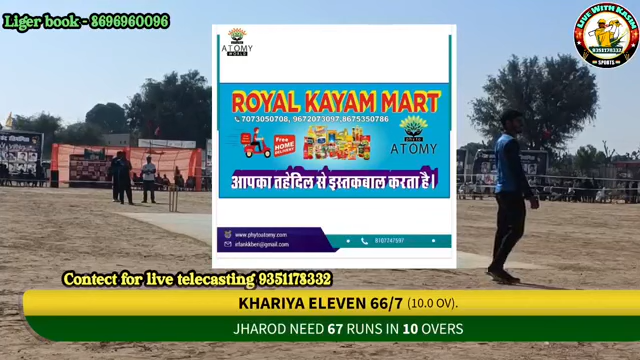 Liger book - 8696960096
LIVE WITH KASIM
9351178332
SPORTS
ATOMY
WORLD
ROYAL KAYAM MART
7073050708, 9672073097,8675350786
Free
HOME
DELIVERY
ATOMY
आपका तहेदिल से इस्तकबाल करता है।
www.phytoatomy.com
irfankkberi@gmail.com
8107747597
Contect for live telecasting 9351178332
KHARIYA ELEVEN 66/7 (10.0 OV).
JHAROD NEED 67 RUNS IN 10 OVERS